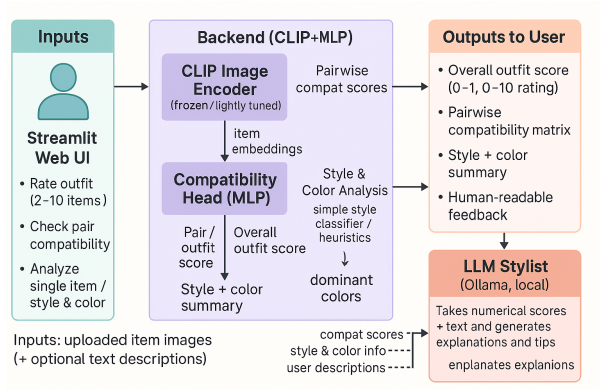 Inputs
Streamlit
Web UI
• Rate outfit
(2–10 items)
• Check pair
compatibility
• Analyze
single item /
style & color
Inputs: uploaded item images
(+ optional text descriptions)
Backend (CLIP+MLP)
CLIP Image
Encoder
(frozen/lightly tuned)
item
embeddings
Compatibility
Head (MLP)
Pair /
outfit
score
Overall
outfit score
Style + color
summary
Pairwise
compat scores
Style &
Color Analysis
simple style
classifier /
heuristics
dominant
colors
Outputs to User
• Overall outfit score
(0–1, 0–10 rating)
• Pairwise
compatibility matrix
• Style + color
summary
• Human-readable
feedback
LLM Stylist
(Ollama, local)
Takes numerical scores
+ text and generates
explanations and tips
enplanates explanions
compat scores
style & color info
user descriptions